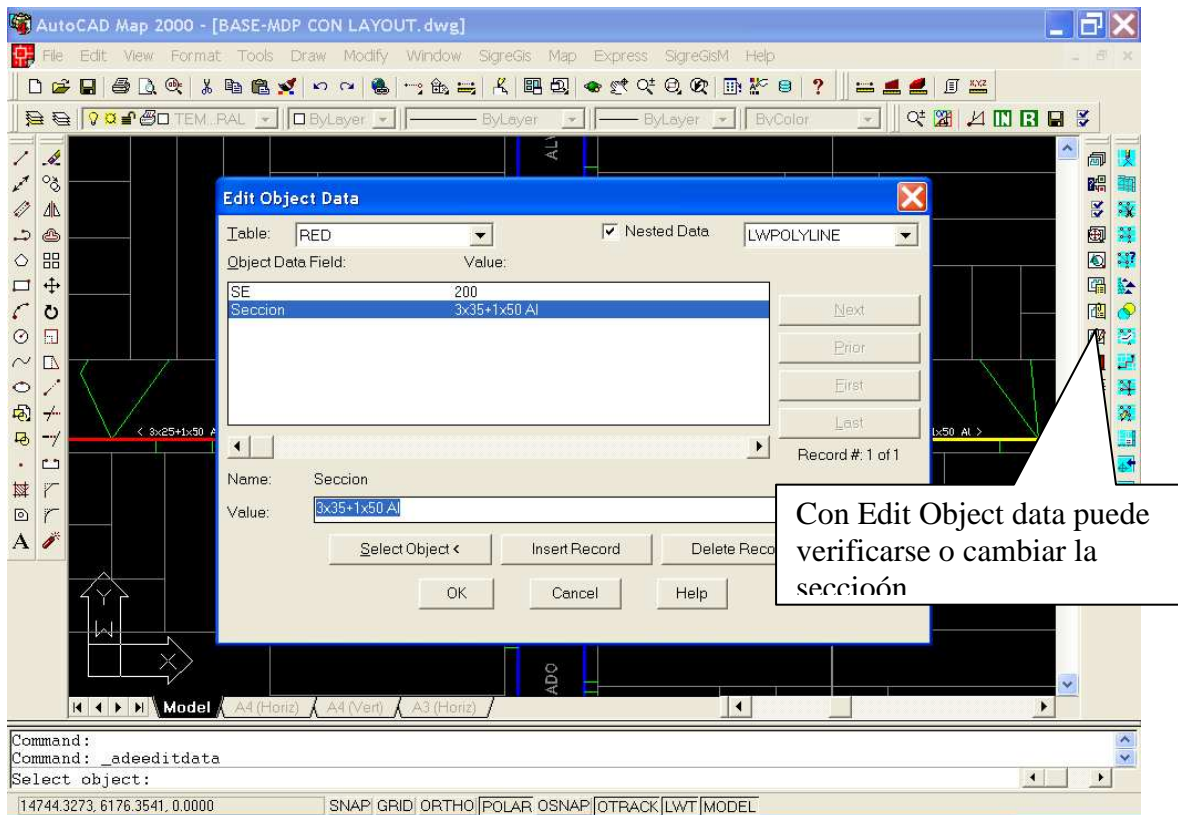 AutoCAD Map 2000 - [BASE-MDP CON LAYOUT.dwg]
File Edit View Format Tools Draw Modify Window SigreGis Map Express SigreGisM Help
TEM_RAL ByLayer ByLayer ByLayer ByColor
Edit Object Data
Table: RED Nested Data LWPOLYLINE
Object Data Field: Value:
SE 200
Seccion 3x35+1x50 Al
Next
Prior
First
Last
Record #: 1 of 1
< 3x25+1x50 A
1x50 AL >
Name: Seccion
Value: 3x35+1x50 Al
Select Object < Insert Record Delete Reco
OK Cancel Help
Con Edit Object data puede
verificarse o cambiar la
seccioón
ADO
Y
W
X
Model A4 (Horiz) A4 (Vert) A3 (Horiz)
Command:
Command: _adeeditdata
Select object:
14744.3273, 6176.3541, 0.0000 SNAP GRID ORTHO POLAR OSNAP OTRACK LWT MODEL